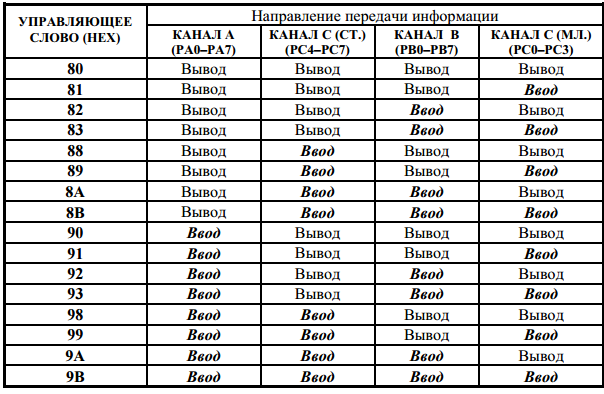 УПРАВЛЯЮЩЕЕ СЛОВО (HEX) Направление передачи информации
КАНАЛ А (PA0–PA7) КАНАЛ С (СТ.) (PC4–PC7) КАНАЛ В (PB0–PB7) КАНАЛ С (МЛ.) (PC0–PC3)
80 Вывод Вывод Вывод Вывод
81 Вывод Вывод Вывод Ввод
82 Вывод Вывод Ввод Вывод
83 Вывод Вывод Ввод Ввод
88 Вывод Ввод Вывод Вывод
89 Вывод Ввод Вывод Ввод
8A Вывод Ввод Ввод Вывод
8B Вывод Ввод Ввод Ввод
90 Ввод Вывод Вывод Вывод
91 Ввод Вывод Вывод Ввод
92 Ввод Вывод Ввод Вывод
93 Ввод Вывод Ввод Ввод
98 Ввод Ввод Вывод Вывод
99 Ввод Ввод Вывод Ввод
9A Ввод Ввод Ввод Вывод
9B Ввод Ввод Ввод Ввод